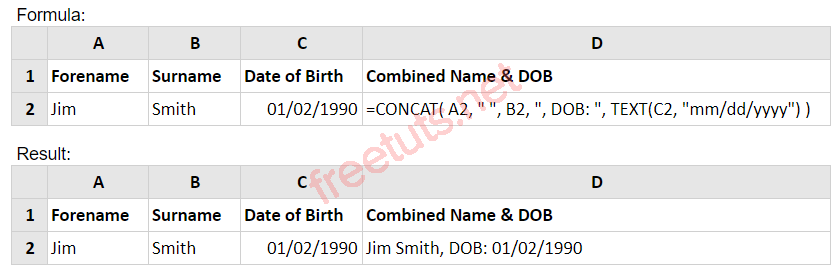 Formula:
A B C D
1 Forename Surname Date of Birth Combined Name & DOB
2 Jim Smith 01/02/1990 =CONCAT( A2, " ", B2, ", DOB: ", TEXT(C2, "mm/dd/yyyy") )
Result:
A B C D
1 Forename Surname Date of Birth Combined Name & DOB
2 Jim Smith 01/02/1990 Jim Smith, DOB: 01/02/1990
freetuts.net